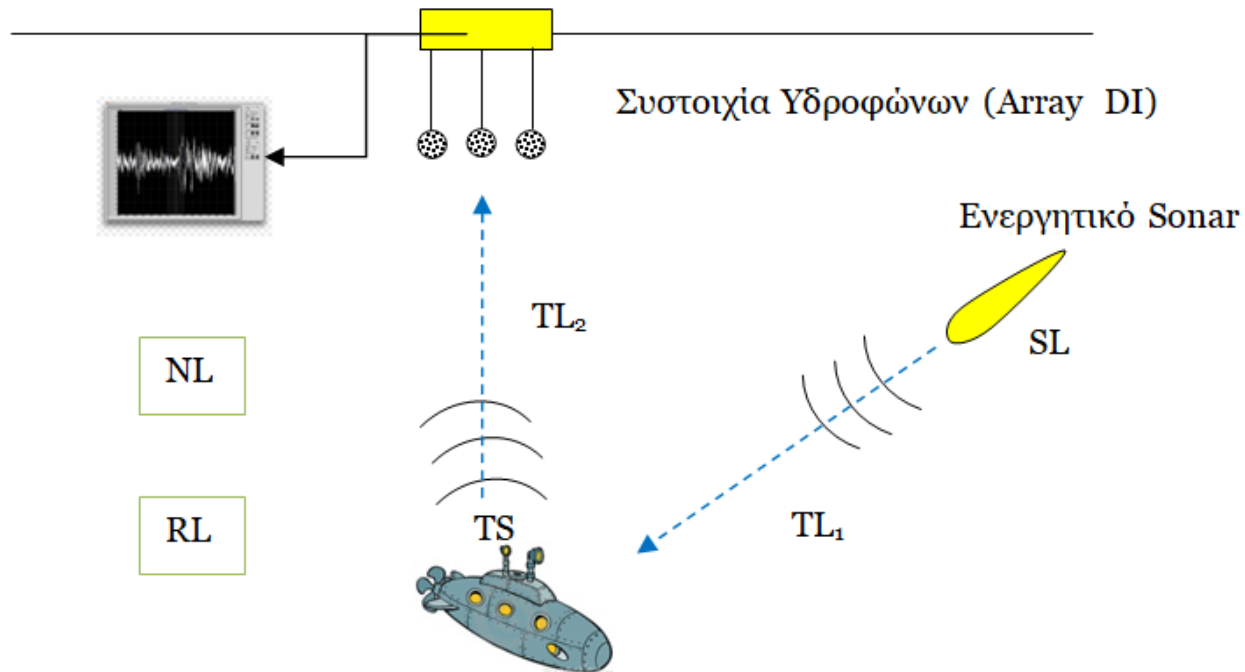 Συστοιχία Υδροφώνων (Array DI)
Ενεργητικό Sonar
TL₂
SL
NL
TS
RL
TL₁